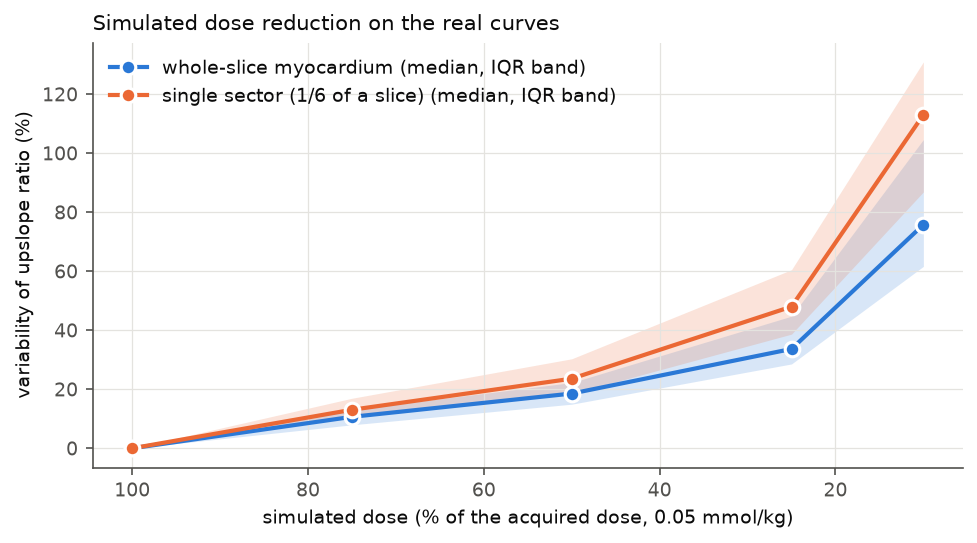 Simulated dose reduction on the real curves
whole-slice myocardium (median, IQR band)
single sector (1/6 of a slice) (median, IQR band)
variability of upslope ratio (%)
120
100
80
60
40
20
0
100
80
60
40
20
simulated dose (% of the acquired dose, 0.05 mmol/kg)